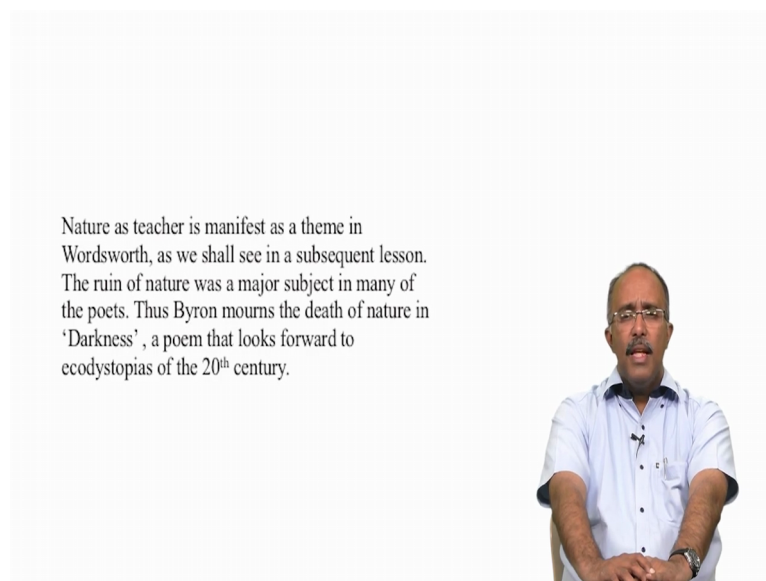 Nature as teacher is manifest as a theme in
Wordsworth, as we shall see in a subsequent lesson.
The ruin of nature was a major subject in many of
the poets. Thus Byron mourns the death of nature in
‘Darkness’ , a poem that looks forward to
ecodystopias of the 20th century.